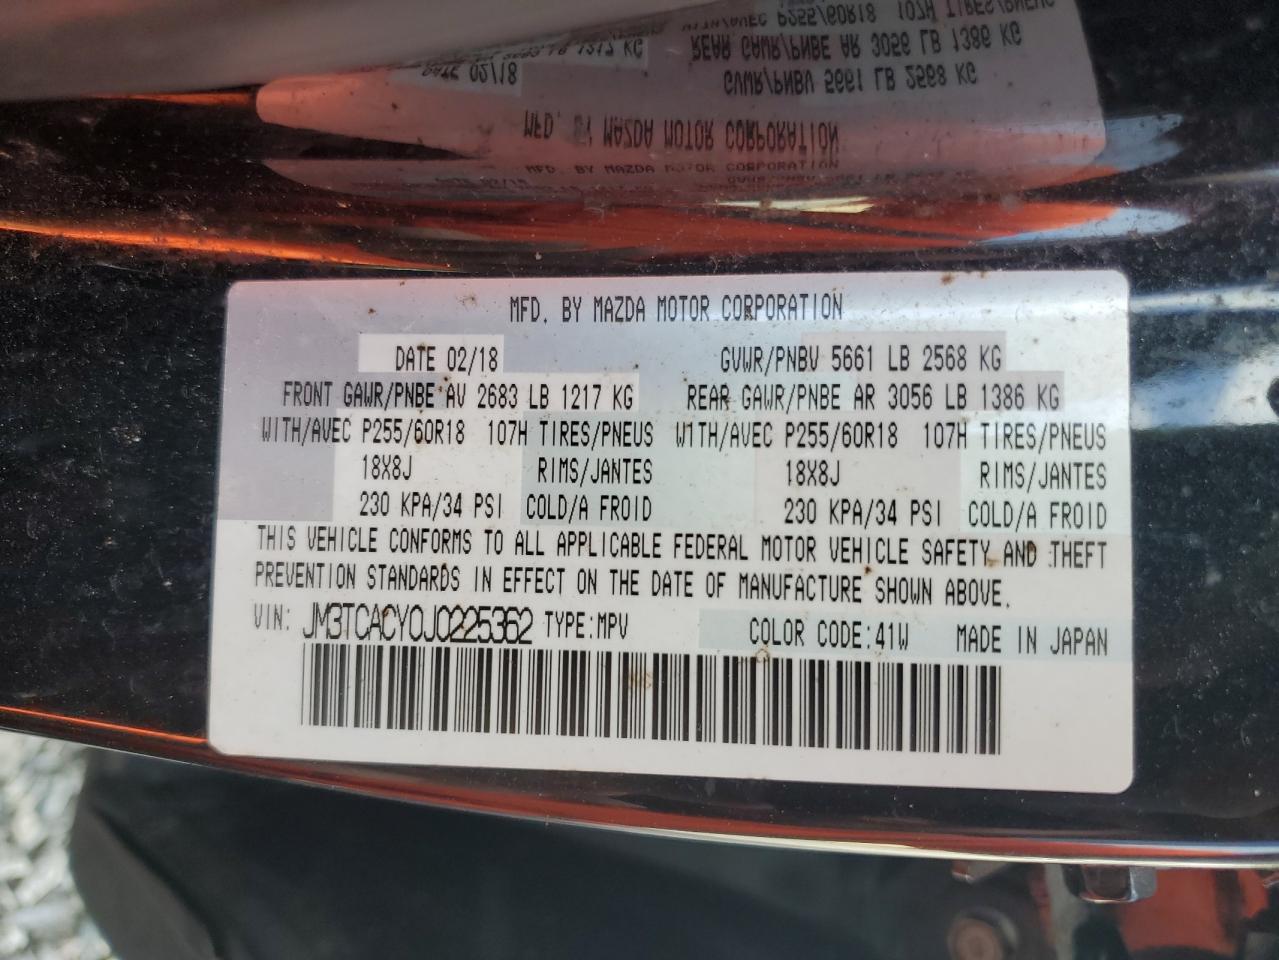 MFD. BY MAZDA MOTOR CORPORATION
DATE 02/18 GVWR/PNBV 5661 LB 2568 KG
FRONT GAWR/PNBE AV 2683 LB 1217 KG REAR GAWR/PNBE AR 3056 LB 1386 KG
WITH/AVEC P255/60R18 107H TIRES/PNEUS WITH/AVEC P255/60R18 107H TIRES/PNEUS
18X8J RIMS/JANTES 18X8J RIMS/JANTES
230 KPA/34 PSI COLD/A FROID 230 KPA/34 PSI COLD/A FROID
THIS VEHICLE CONFORMS TO ALL APPLICABLE FEDERAL MOTOR VEHICLE SAFETY AND THEFT
PREVENTION STANDARDS IN EFFECT ON THE DATE OF MANUFACTURE SHOWN ABOVE.
VIN: JM3TCACY0J0225362 TYPE:MPV COLOR CODE:41W MADE IN JAPAN